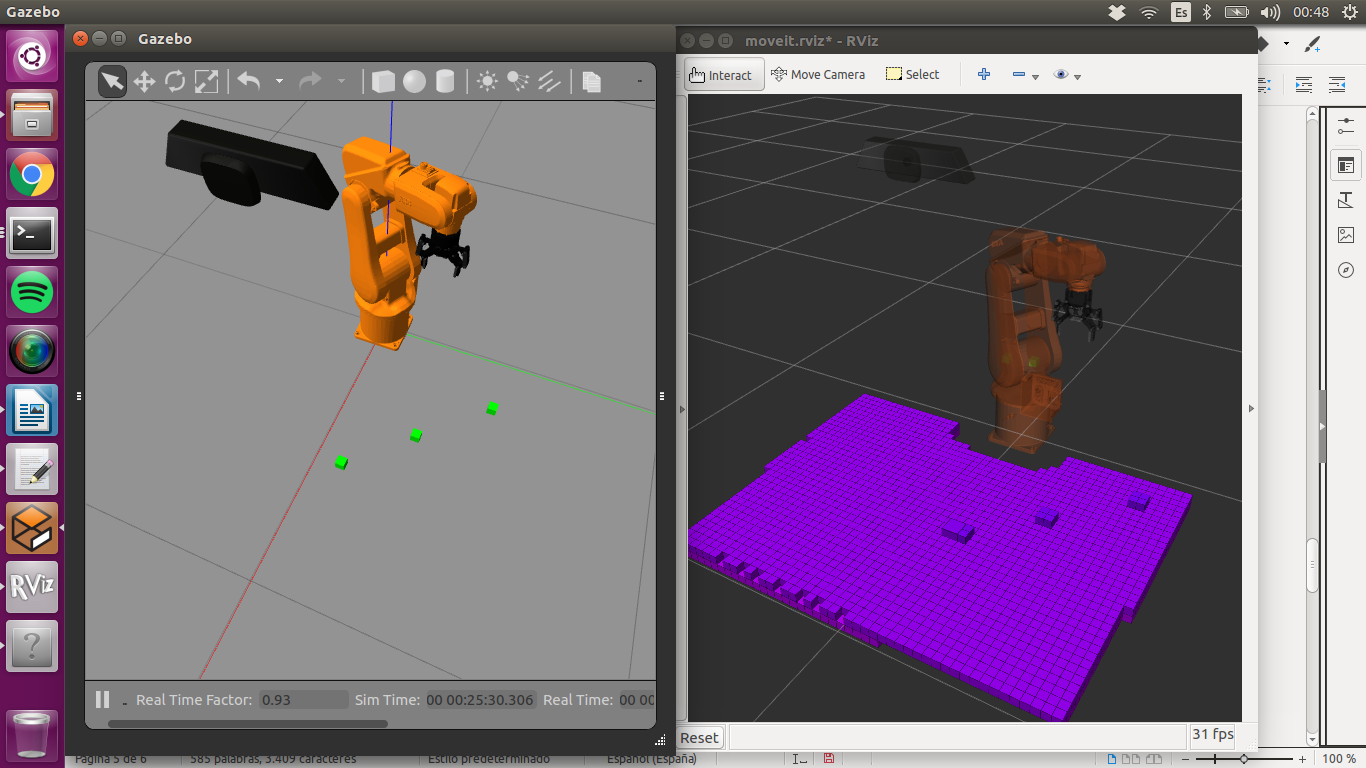 Gazebo
Es
00:48
Gazebo
moveit.rviz* - RViz
Interact
Move Camera
Select
Real Time Factor: 0.93 Sim Time: 00 00:25:30.306 Real Time: 00 00
RViz
Reset
31 fps
Página 5 de 6
585 palabras, 3.409 caracteres
Estilo predeterminado
Español (España)
100 %